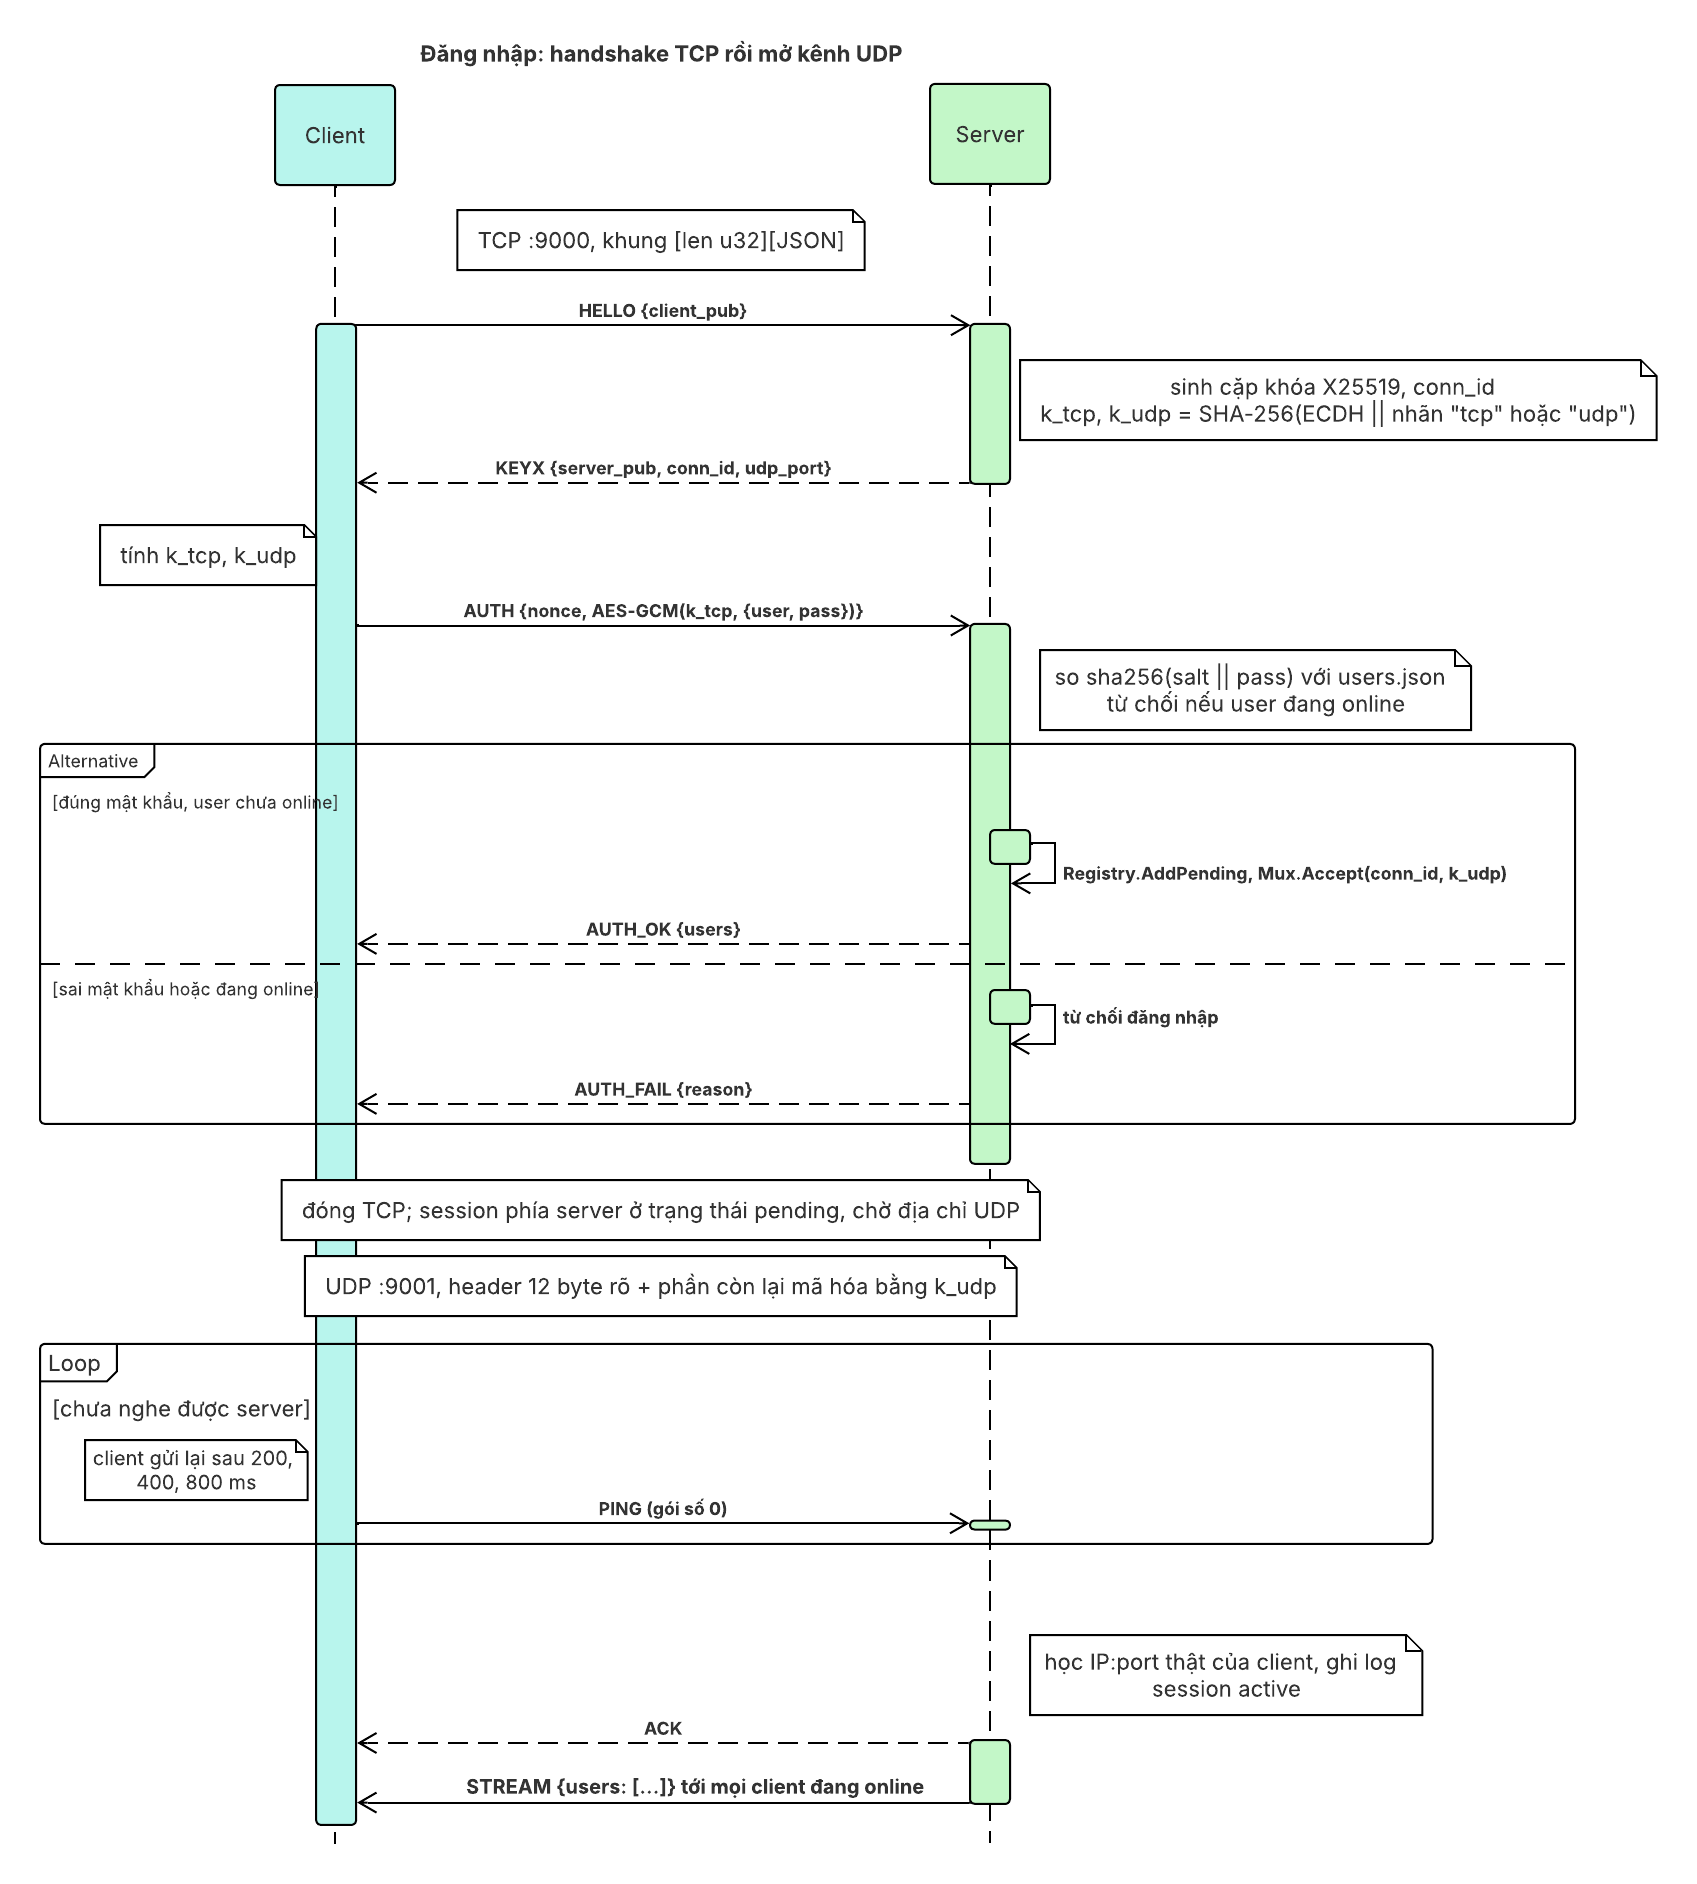 Đăng nhập: handshake TCP rồi mở kênh UDP
Client
Server
TCP :9000, khung [len u32][JSON]
HELLO {client_pub}
sinh cặp khóa X25519, conn_id
k_tcp, k_udp = SHA-256(ECDH || nhãn "tcp" hoặc "udp")
KEYX {server_pub, conn_id, udp_port}
tính k_tcp, k_udp
AUTH {nonce, AES-GCM(k_tcp, {user, pass})}
so sha256(salt || pass) với users.json
từ chối nếu user đang online
Alternative
[đúng mật khẩu, user chưa online]
Registry.AddPending, Mux.Accept(conn_id, k_udp)
AUTH_OK {users}
[sai mật khẩu hoặc đang online]
từ chối đăng nhập
AUTH_FAIL {reason}
đóng TCP; session phía server ở trạng thái pending, chờ địa chỉ UDP
UDP :9001, header 12 byte rõ + phần còn lại mã hóa bằng k_udp
Loop
[chưa nghe được server]
client gửi lại sau 200,
400, 800 ms
PING (gói số 0)
học IP:port thật của client, ghi log
session active
ACK
STREAM {users: [...]} tới mọi client đang online